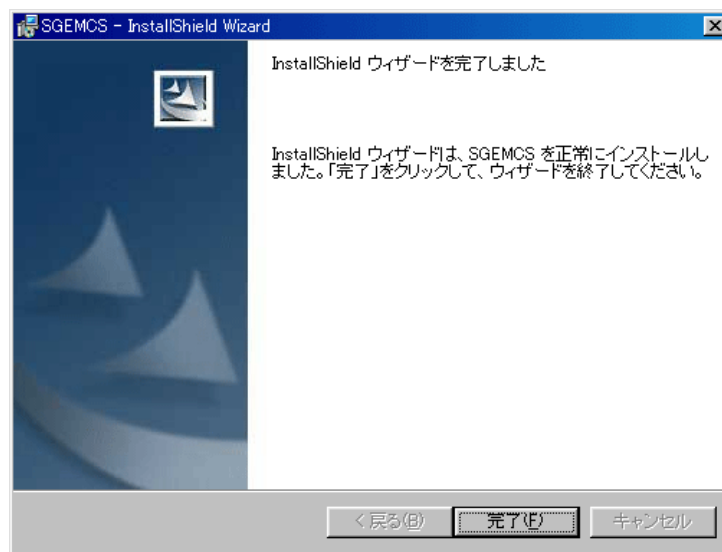 SGEMCS - InstallShield Wizard
InstallShield ウィザードを完了しました
InstallShield ウィザードは、SGEMCS を正常にインストールし
ました。「完了」をクリックして、ウィザードを終了してください。
< 戻る(B)
完了(F)
キャンセル